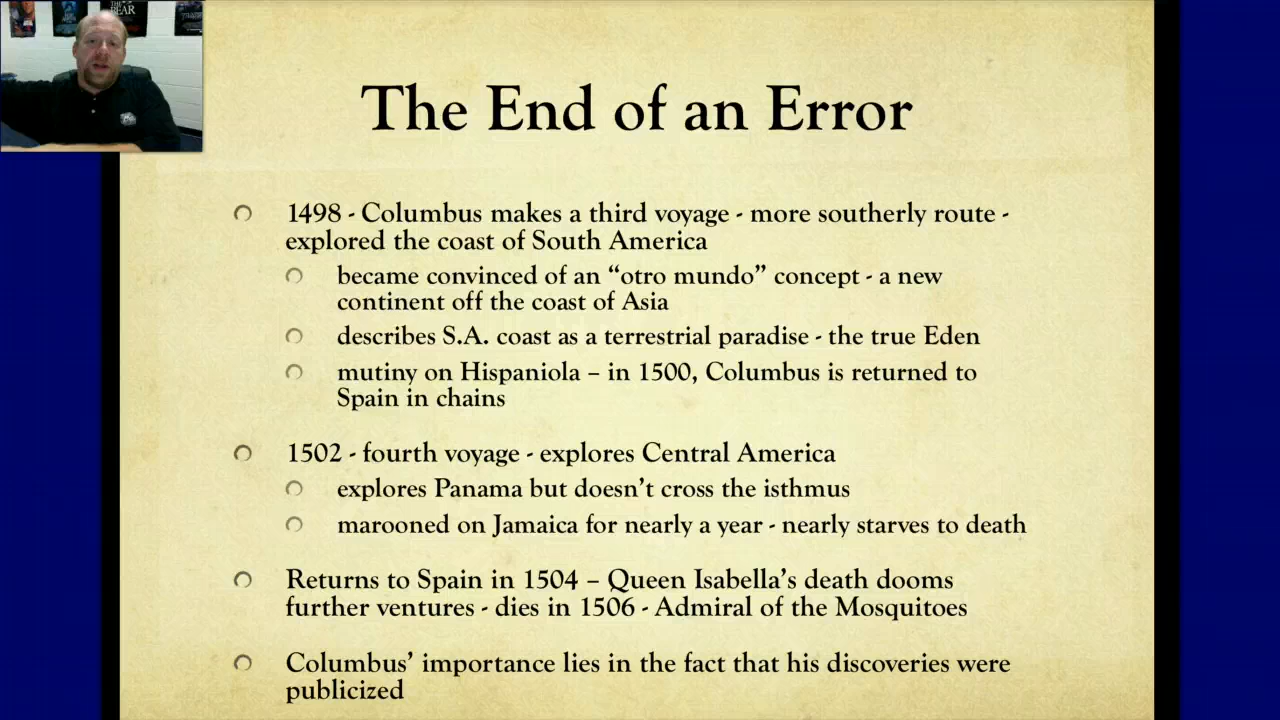 THE
BEAR
The End of an Error
1498 - Columbus makes a third voyage - more southerly route -
explored the coast of South America
became convinced of an “otro mundo” concept - a new
continent off the coast of Asia
describes S.A. coast as a terrestrial paradise - the true Eden
mutiny on Hispaniola – in 1500, Columbus is returned to
Spain in chains
1502 - fourth voyage - explores Central America
explores Panama but doesn’t cross the isthmus
marooned on Jamaica for nearly a year - nearly starves to death
Returns to Spain in 1504 – Queen Isabella’s death dooms
further ventures - dies in 1506 - Admiral of the Mosquitoes
Columbus’ importance lies in the fact that his discoveries were
publicized